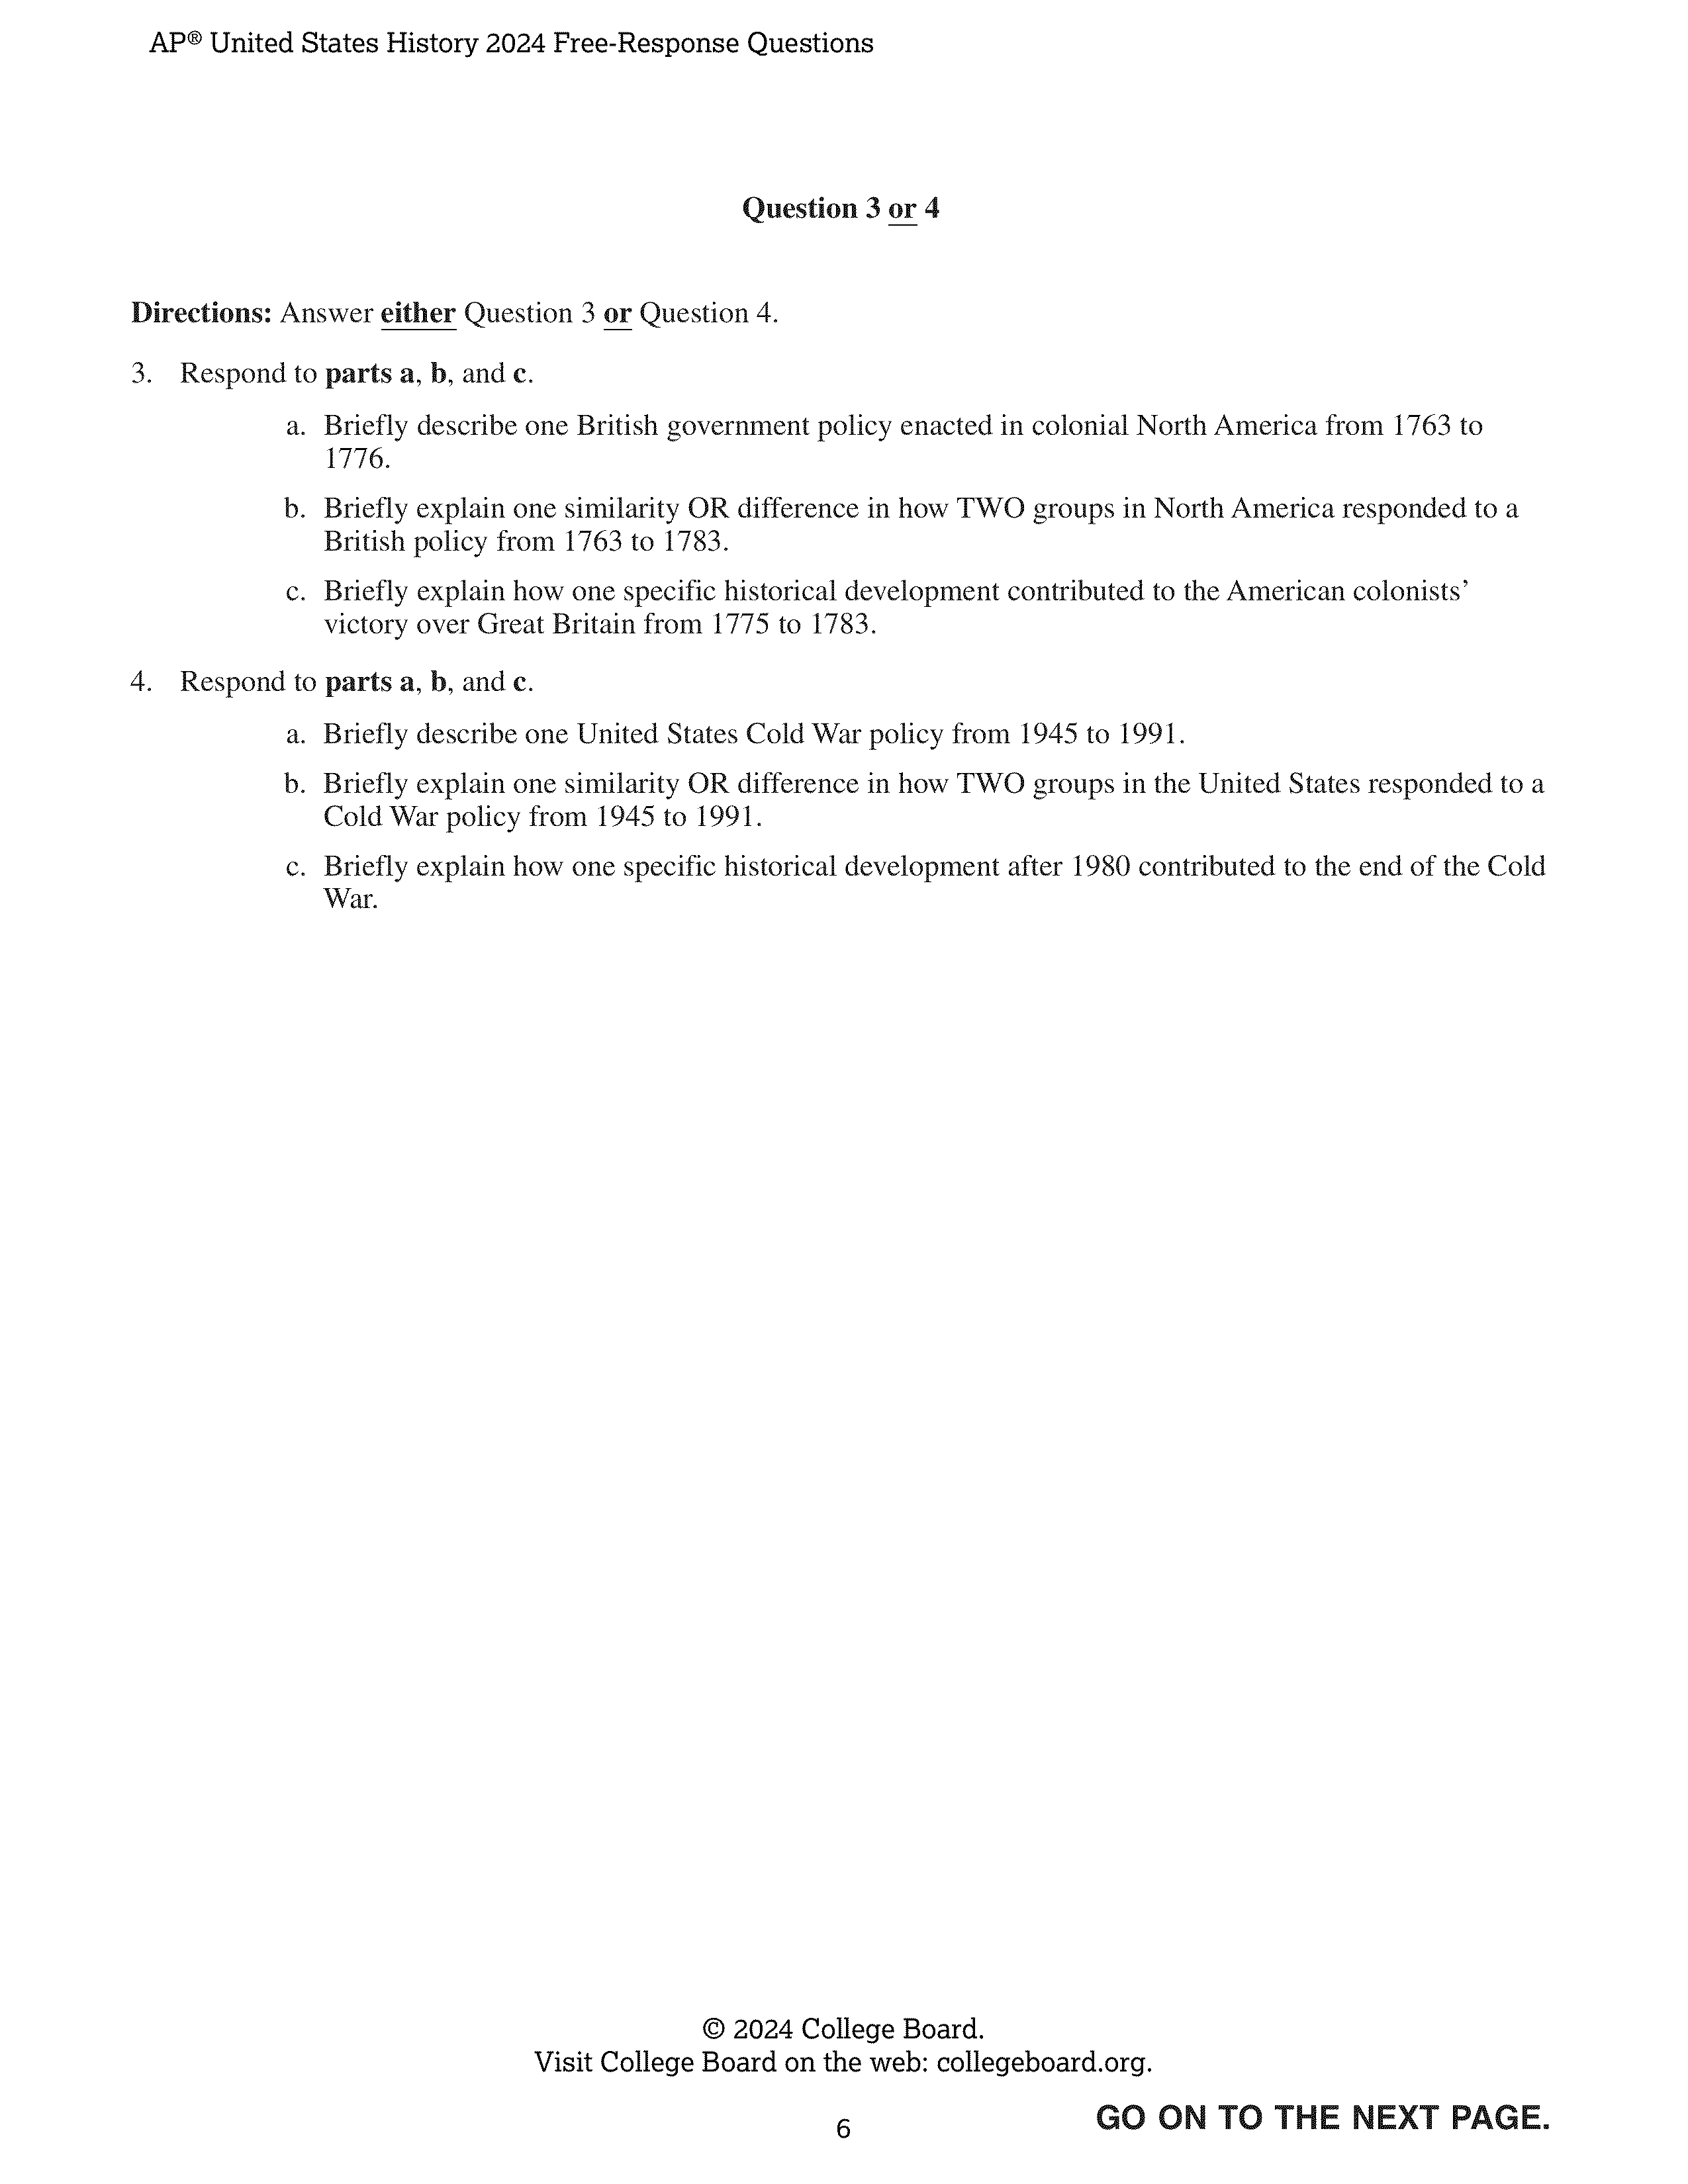 AP® United States History 2024 Free-Response Questions
Question 3 or 4
Directions: Answer either Question 3 or Question 4.
3. Respond to parts a, b, and c.
a. Briefly describe one British government policy enacted in colonial North America from 1763 to
1776.
b. Briefly explain one similarity OR difference in how TWO groups in North America responded to a
British policy from 1763 to 1783.
c. Briefly explain how one specific historical development contributed to the American colonists’
victory over Great Britain from 1775 to 1783.
4. Respond to parts a, b, and c.
a. Briefly describe one United States Cold War policy from 1945 to 1991.
b. Briefly explain one similarity OR difference in how TWO groups in the United States responded to a
Cold War policy from 1945 to 1991.
c. Briefly explain how one specific historical development after 1980 contributed to the end of the Cold
War.
© 2024 College Board.
Visit College Board on the web: collegeboard.org.
GO ON TO THE NEXT PAGE.
6